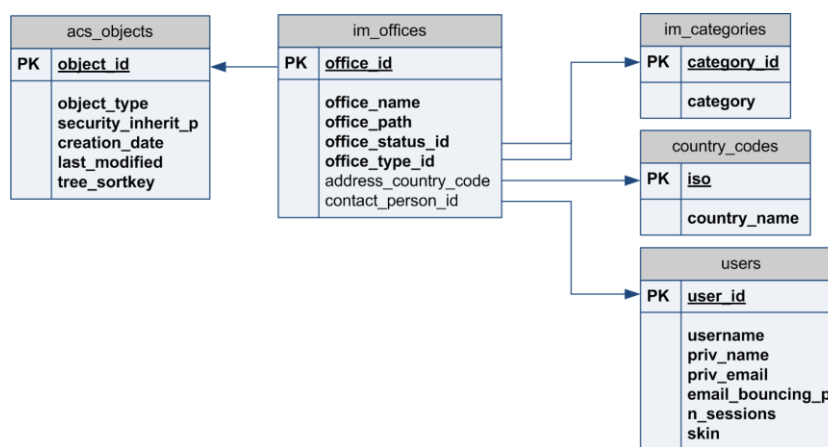 acs_objects
PK object_id
object_type
security_inherit_p
creation_date
last_modified
tree_sortkey
im_offices
PK office_id
office_name
office_path
office_status_id
office_type_id
address_country_code
contact_person_id
im_categories
PK category_id
category
country_codes
PK iso
country_name
users
PK user_id
username
priv_name
priv_email
email_bouncing_p
n_sessions
skin